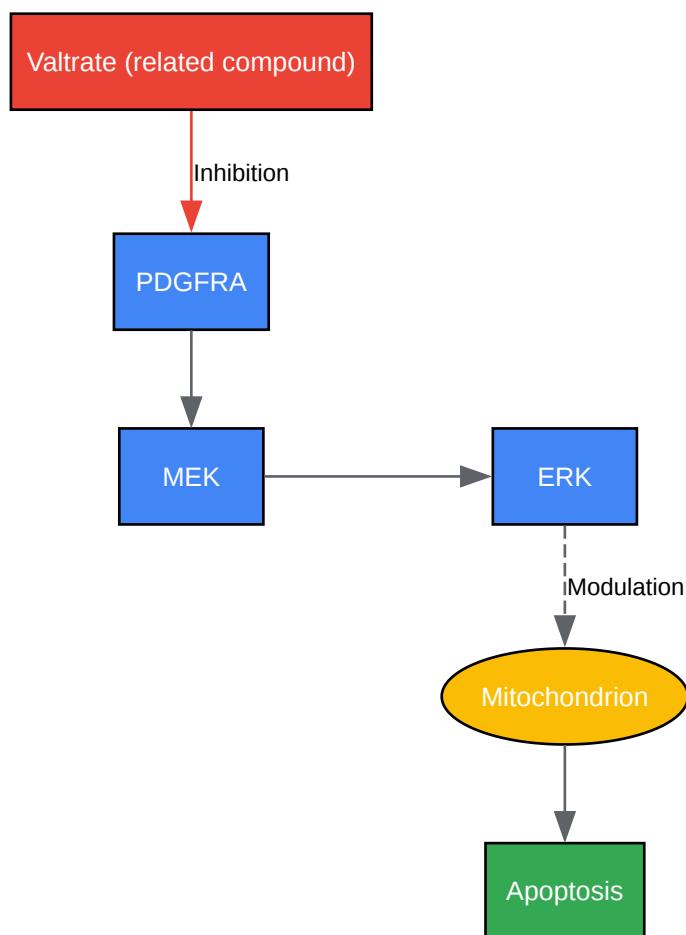 Valtrate (related compound)
Inhibition
PDGFRA
MEK
ERK
Modulation
Mitochondrion
Apoptosis